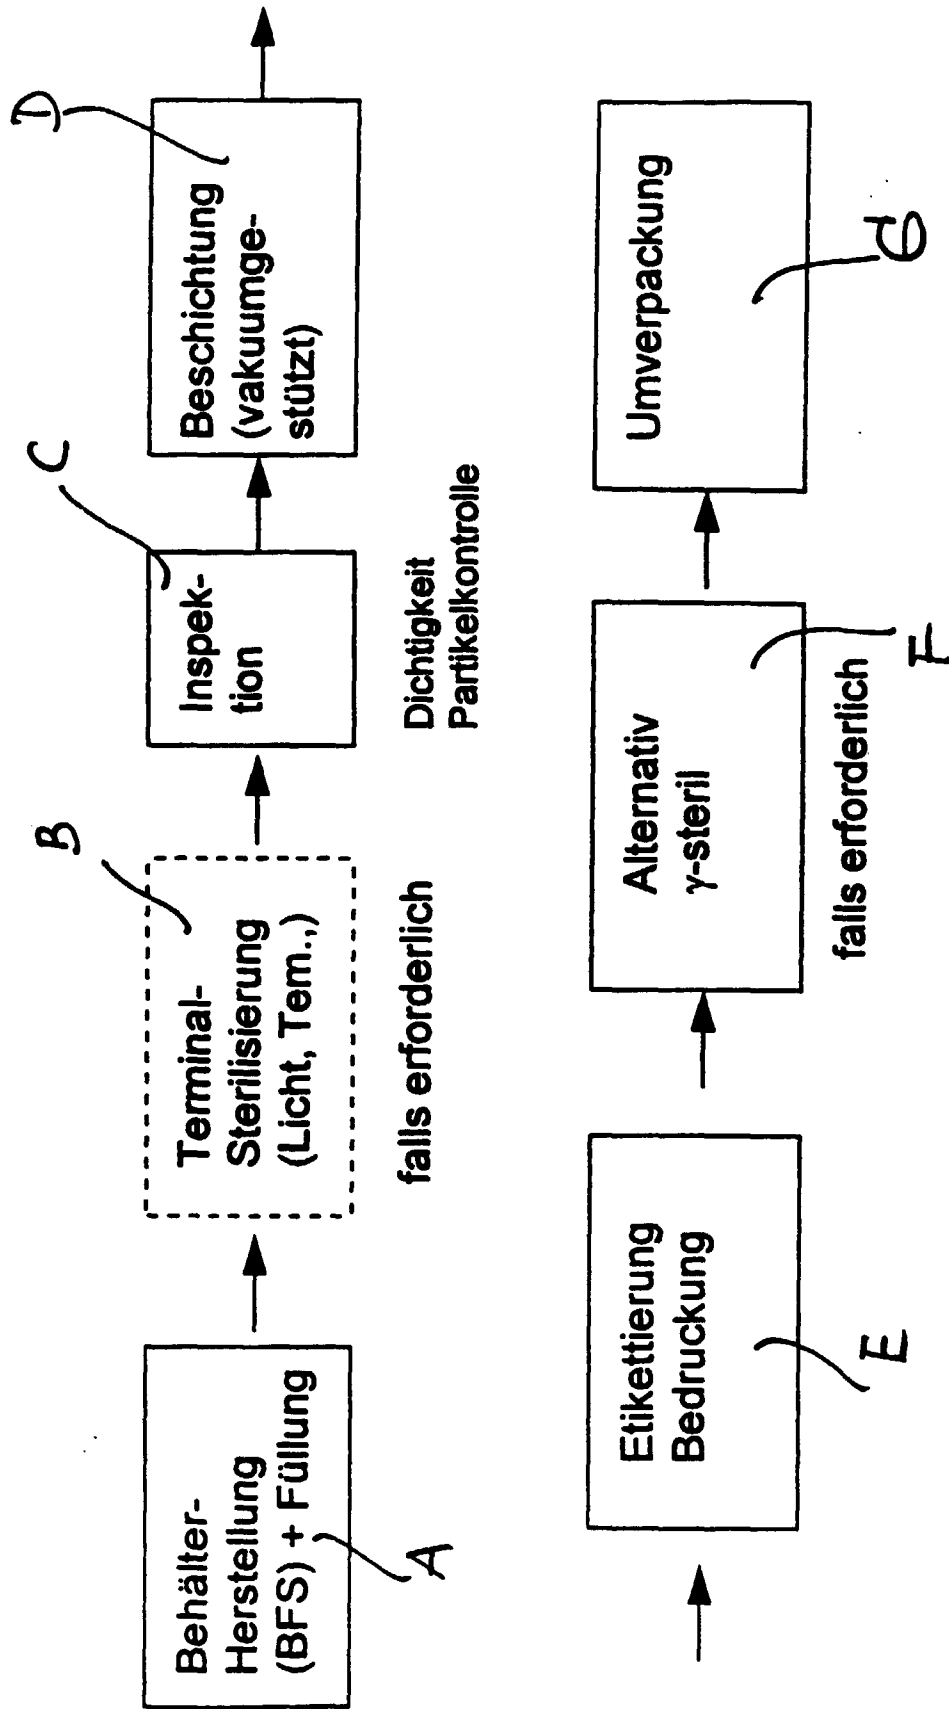 Behälter-
Herstellung
(BFS) + Füllung
A
Terminal-
Sterilisierung
(Licht, Tem.,)
falls erforderlich
B
Inspek-
tion
Dichtigkeit
Partikelkontrolle
C
Beschichtung
(vakuumge-
stützt)
D
Etikettierung
Bedruckung
E
Alternativ
γ-steril
falls erforderlich
F
Umverpackung
G